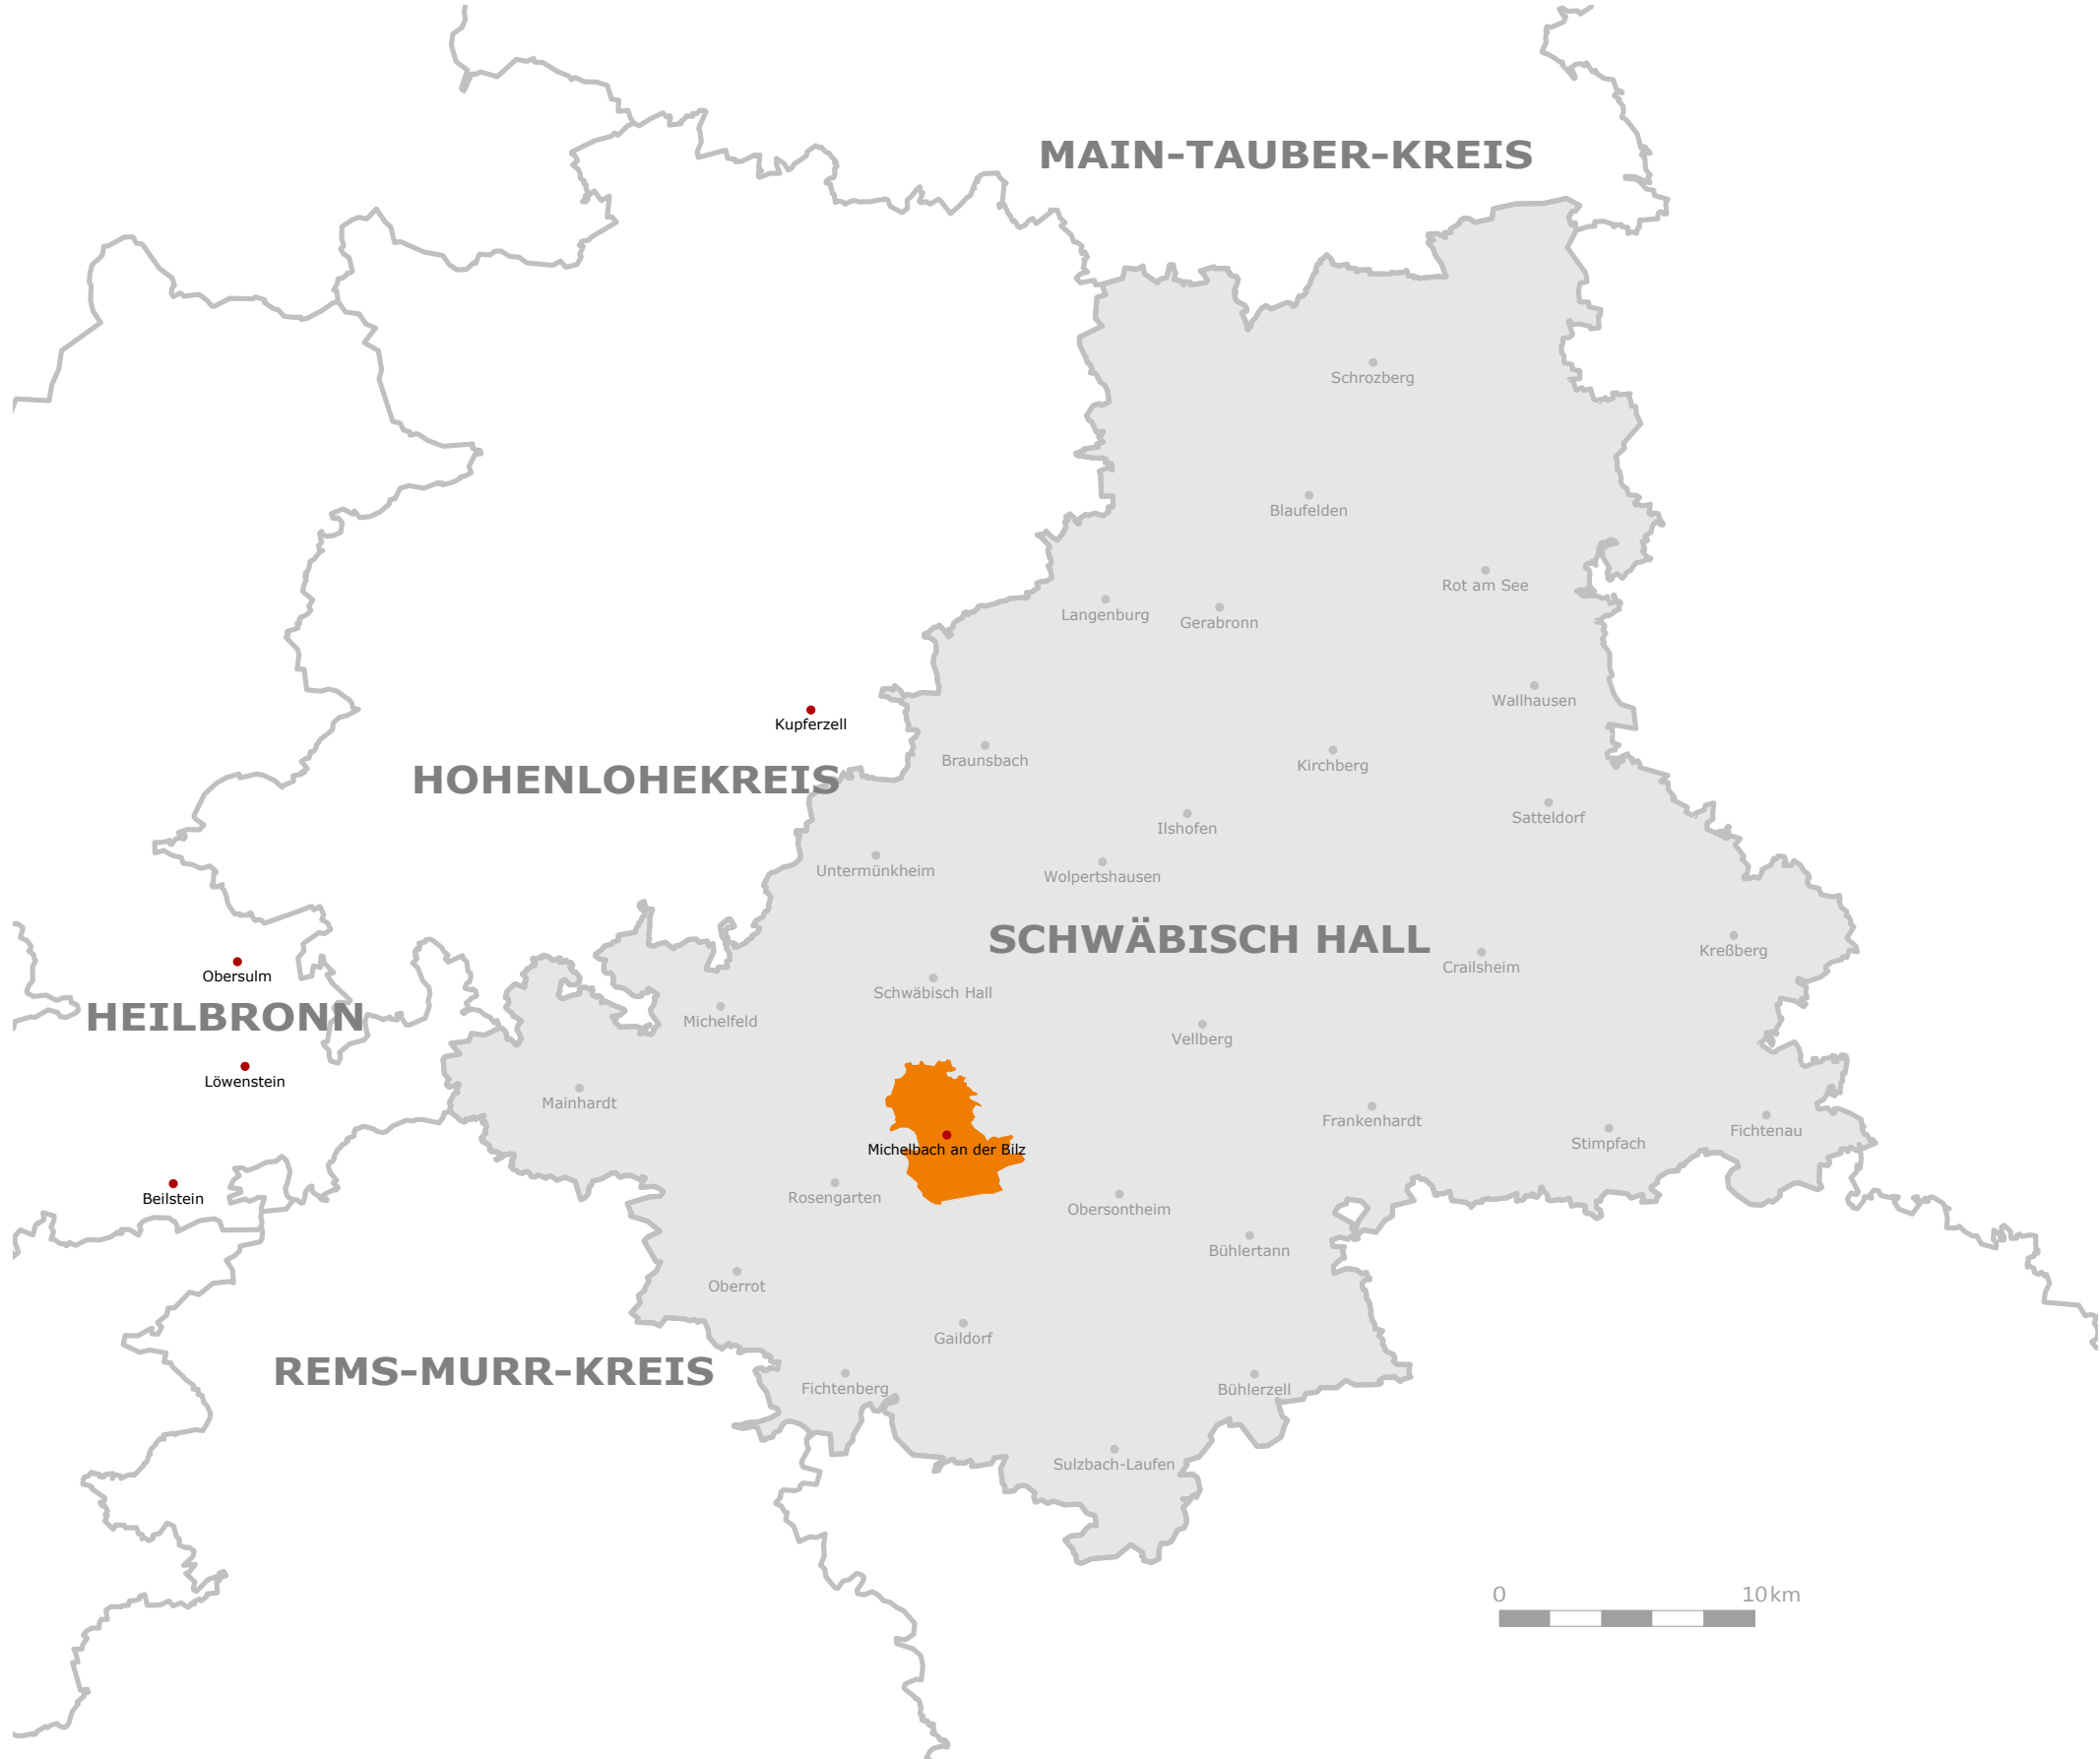 MAIN-TAUBER-KREIS
Schrozberg
Blaufelden
Rot am See
Langenburg
Gerabronn
Wallhausen
Kupferzell
Braunsbach
Kirchberg
HOHENLOHEKREIS
Satteldorf
Ilshofen
Untermünkheim
Wolpertshausen
SCHWÄBISCH HALL
Kreßberg
Crailsheim
Obersulm
Schwäbisch Hall
HEILBRONN
Michelfeld
Vellberg
Löwenstein
Mainhardt
Frankenhardt
Fichtenau
Stimpfach
Michelbach an der Bilz
Beilstein
Rosengarten
Obersontheim
Bühlertann
Oberrot
Gaildorf
REMS-MURR-KREIS
Fichtenberg
Bühlerzell
Sulzbach-Laufen
0 10km